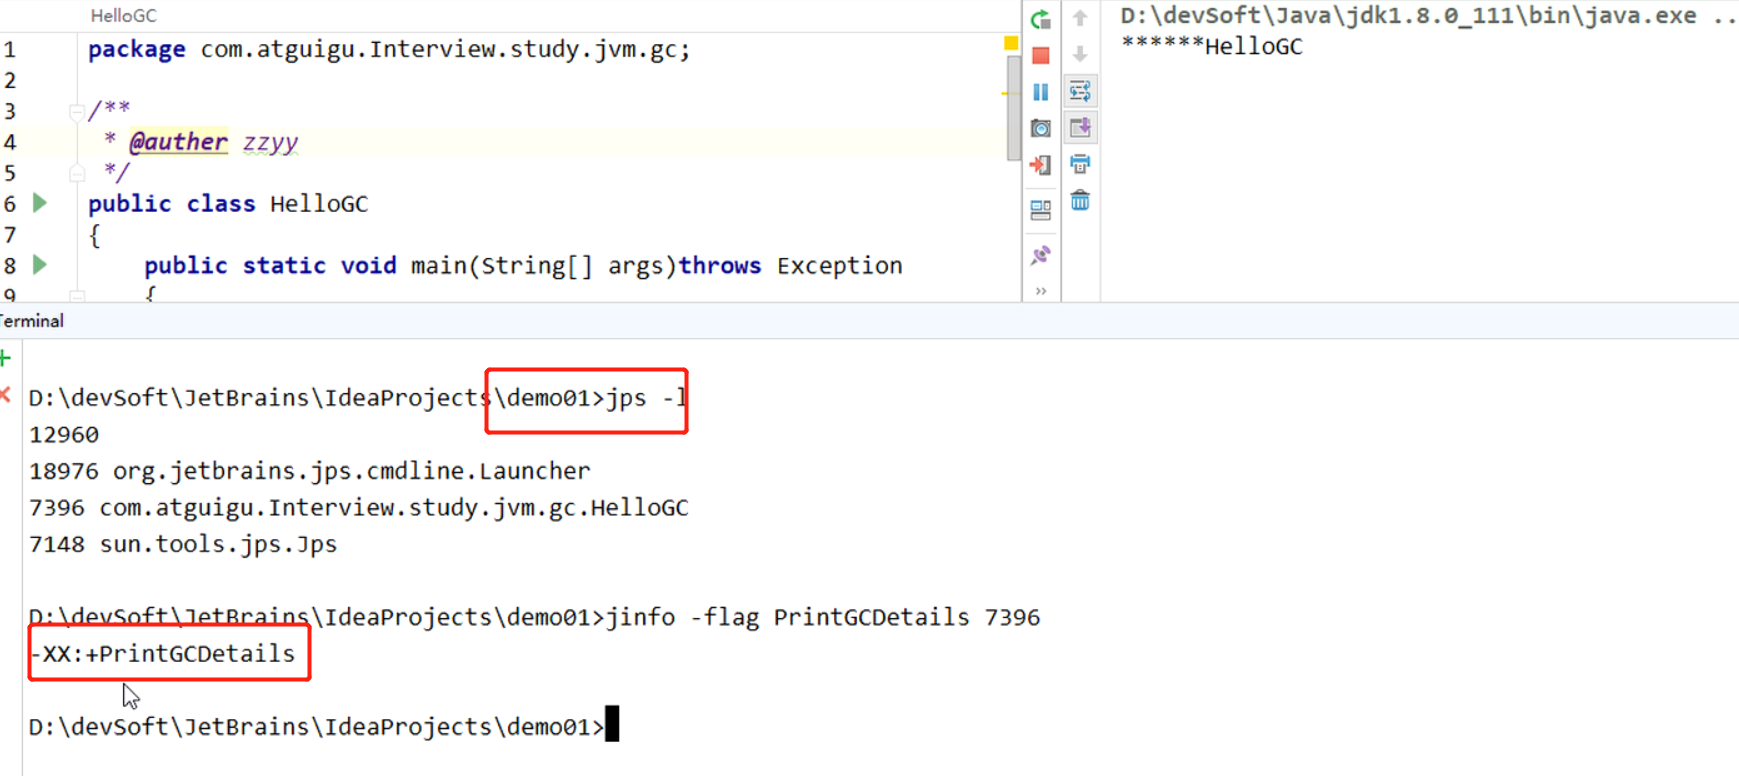 HelloGC
1 package com.atguigu.Interview.study.jvm.gc;
2
3 /**
4 * @auther zzyy
5 */
6 public class HelloGC
7 {
8 public static void main(String[] args)throws Exception
9 {
D:\devSoft\Java\jdk1.8.0_111\bin\java.exe ...
******HelloGC
Terminal
D:\devSoft\JetBrains\IdeaProjects\demo01>jps -l
12960
18976 org.jetbrains.jps.cmdline.Launcher
7396 com.atguigu.Interview.study.jvm.gc.HelloGC
7148 sun.tools.jps.Jps
D:\devSoft\JetBrains\IdeaProjects\demo01>jinfo -flag PrintGCDetails 7396
-XX:+PrintGCDetails
D:\devSoft\JetBrains\IdeaProjects\demo01>